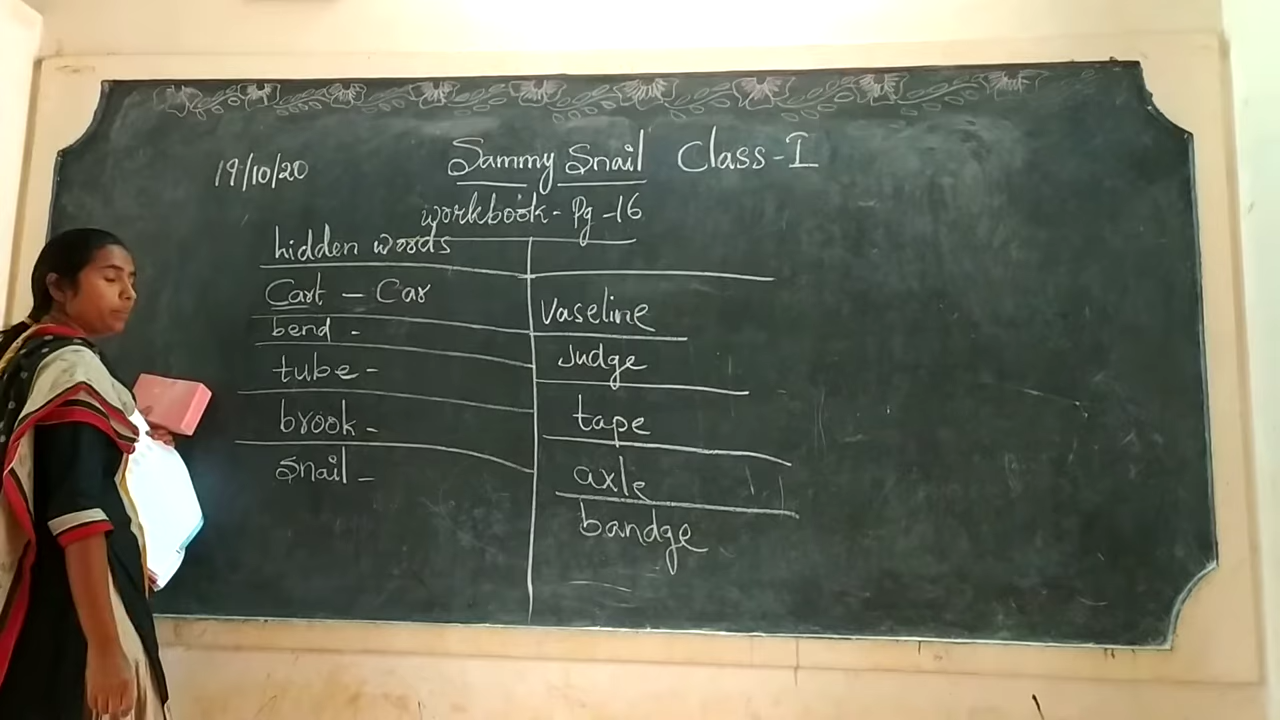 19/10/20
Sammy Snail Class-I
workbook - Pg -16
hidden words
Cart - Car
bend -
tube -
brook -
Snail -
Vaseline
Judge
tape
axle
bandge